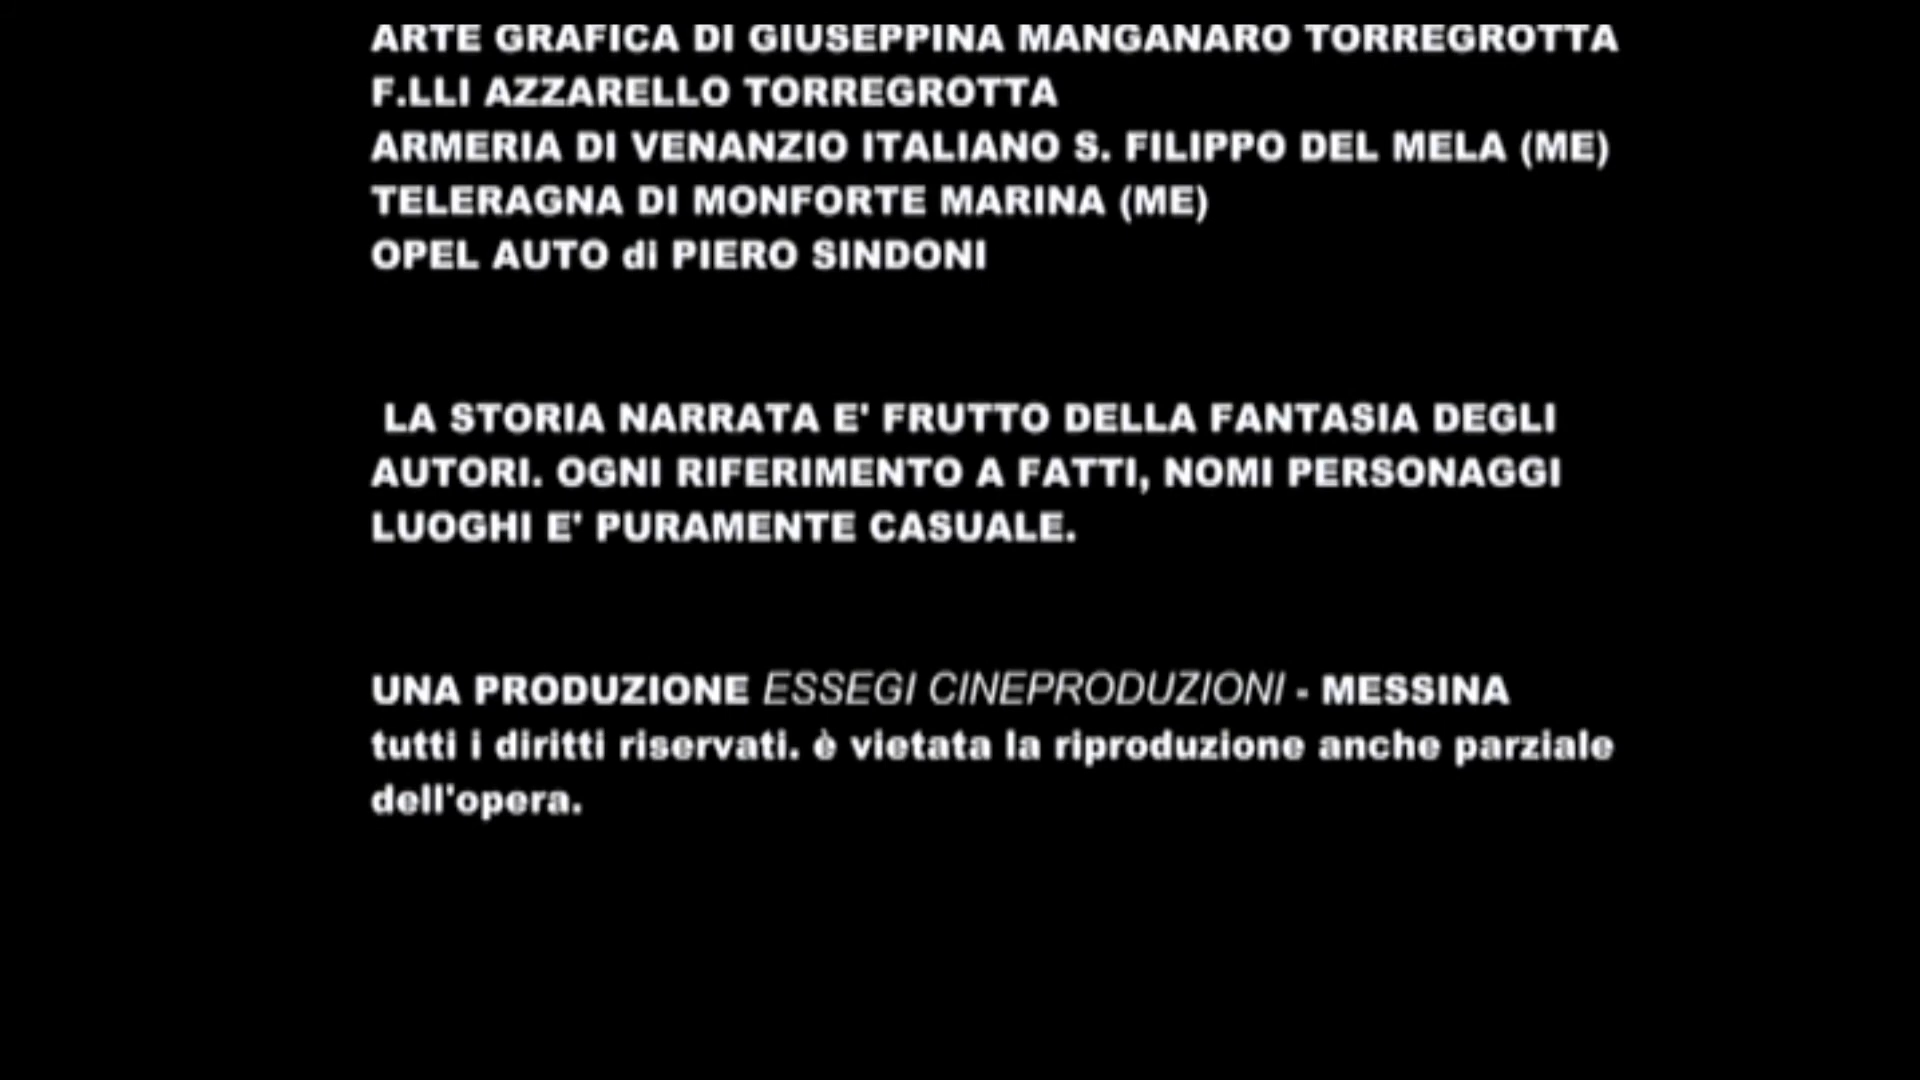 ARTE GRAFICA DI GIUSEPPINA MANGANARO TORREGROTTA
F.LLI AZZARELLO TORREGROTTA
ARMERIA DI VENANZIO ITALIANO S. FILIPPO DEL MELA (ME)
TELERAGNA DI MONFORTE MARINA (ME)
OPEL AUTO di PIERO SINDONI
LA STORIA NARRATA E' FRUTTO DELLA FANTASIA DEGLI
AUTORI. OGNI RIFERIMENTO A FATTI, NOMI PERSONAGGI
LUOGHI E' PURAMENTE CASUALE.
UNA PRODUZIONE ESSEGI CINEPRODUZIONI - MESSINA
tutti i diritti riservati. è vietata la riproduzione anche parziale
dell'opera.